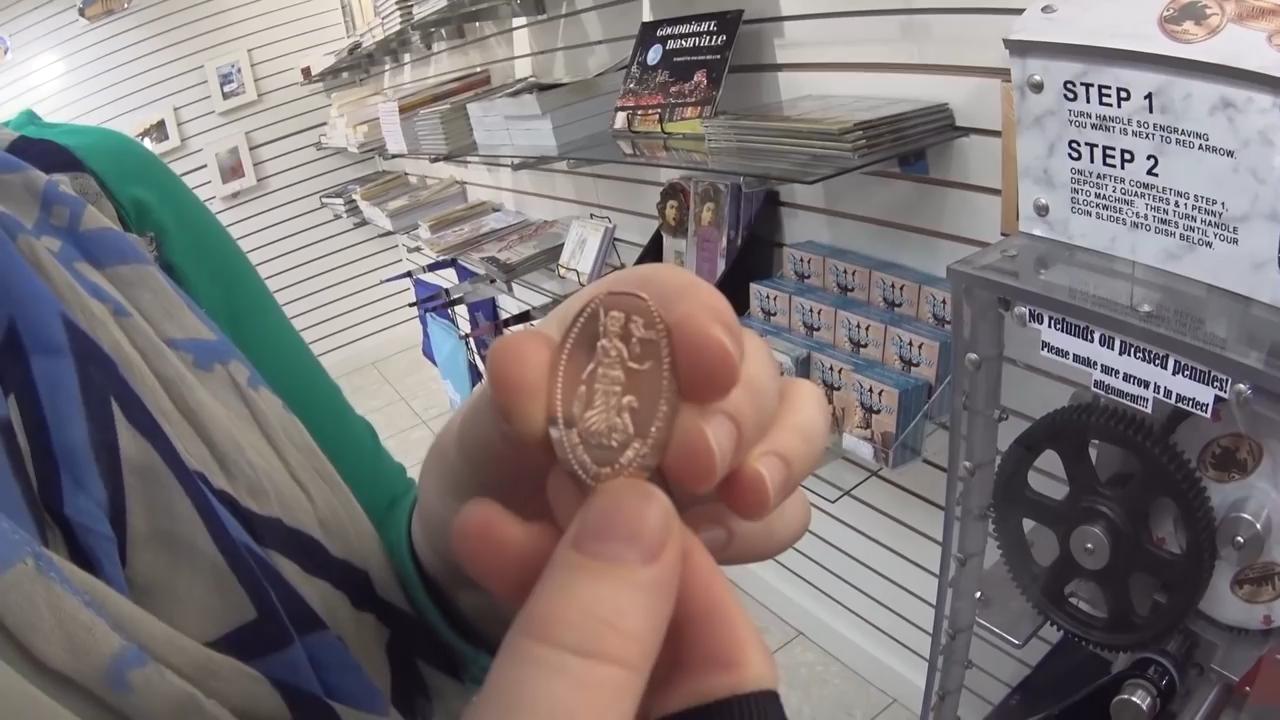 GOODNIGHT,
NASHVILLE
STEP 1
TURN HANDLE SO ENGRAVING
YOU WANT IS NEXT TO RED ARROW.
STEP 2
ONLY AFTER COMPLETING STEP 1,
DEPOSIT 2 QUARTERS & 1 PENNY
INTO MACHINE. THEN TURN HANDLE
CLOCKWISE 6-8 TIMES UNTIL YOUR
COIN SLIDES INTO DISH BELOW.
No refunds on pressed pennies!
Please make sure arrow is in perfect
alignment!!!